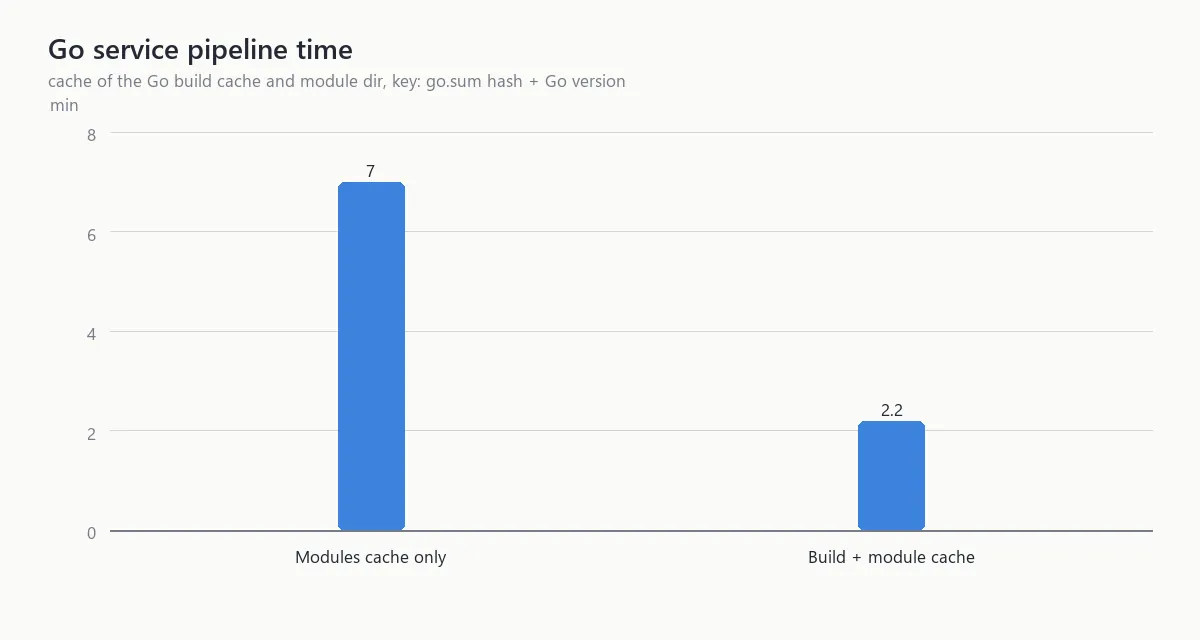 Go service pipeline time
cache of the Go build cache and module dir, key: go.sum hash + Go version
min
8
7
6
4
2.2
2
0
Modules cache only
Build + module cache